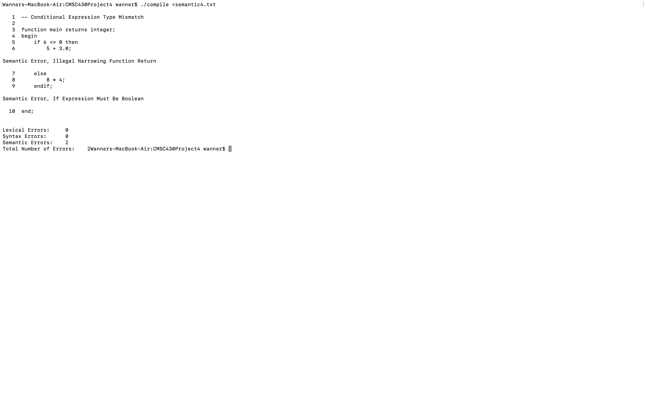 Wanners-MacBook-Air:CMSC430Project4 wanner$ ./compile <semantic4.txt
1 -- Conditional Expression Type Mismatch
2
3 function main returns integer;
4 begin
5 if 6 <= 0 then
6 5 + 3.0;
Semantic Error, Illegal Narrowing Function Return
7 else
8 8 * 4;
9 endif;
Semantic Error, If Expression Must Be Boolean
10 end;
Lexical Errors: 0
Syntax Errors: 0
Semantic Errors: 2
Total Number of Errors: 2Wanners-MacBook-Air:CMSC430Project4 wanner$